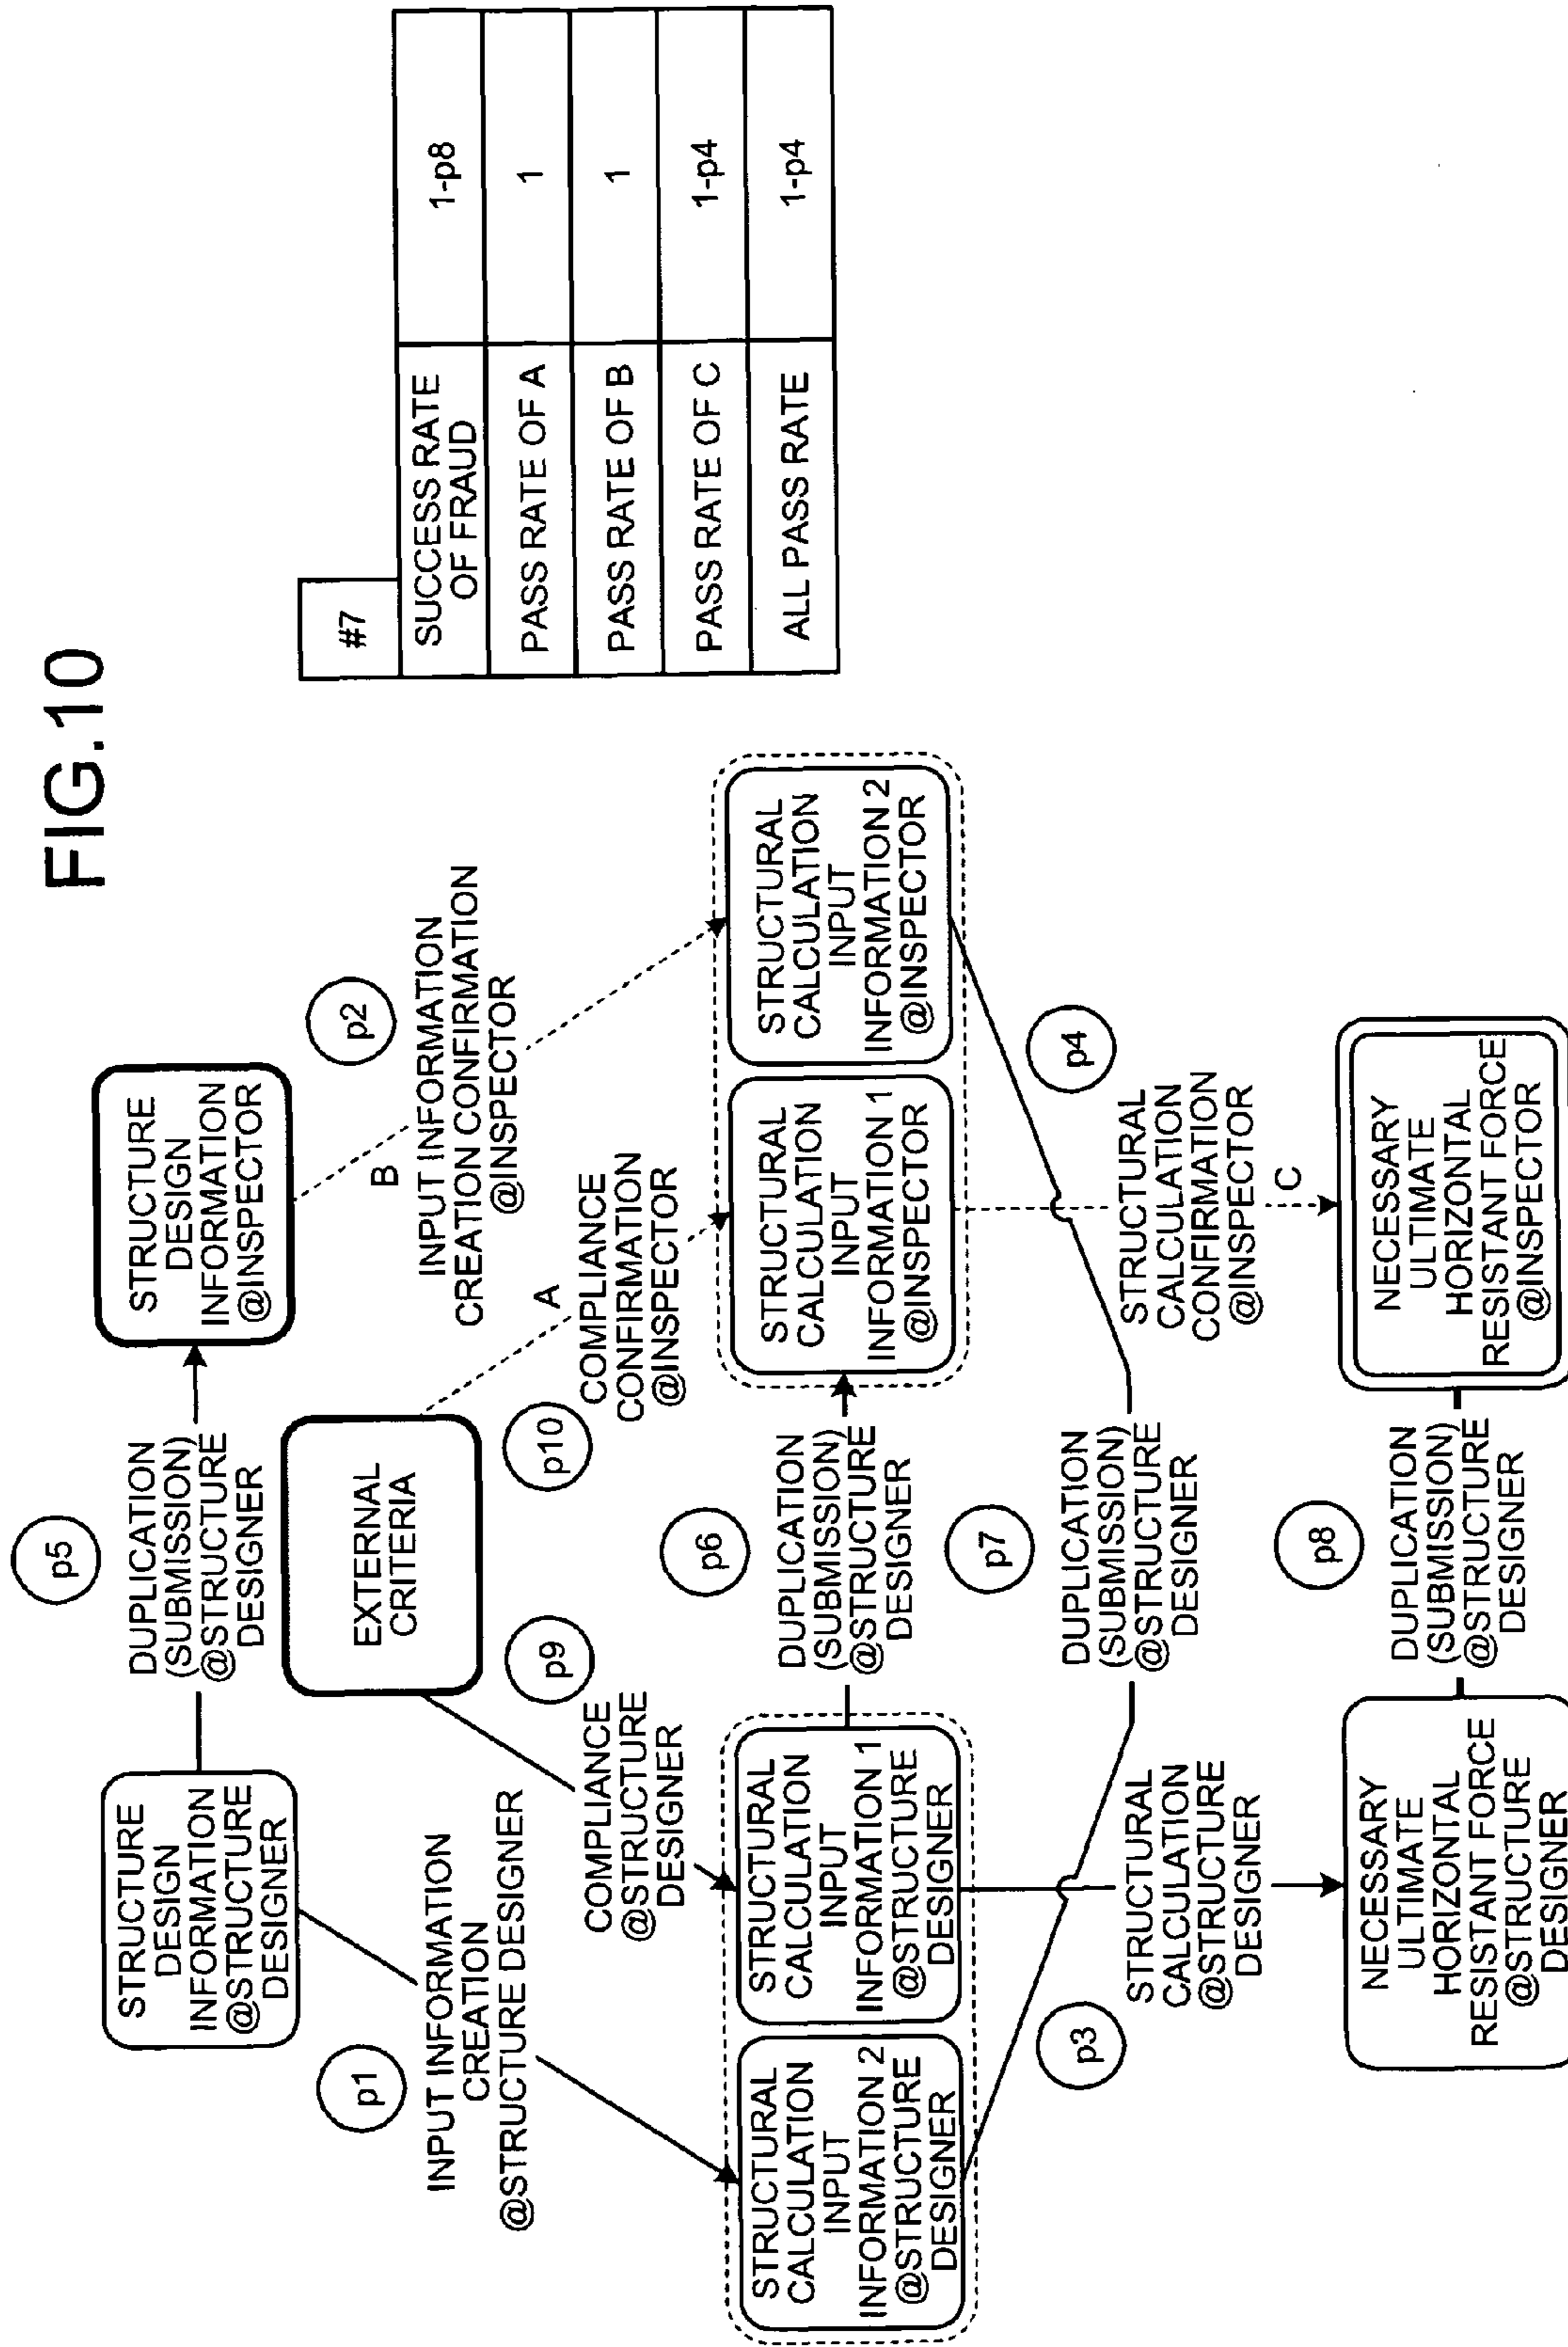 FIG.10
p5
STRUCTURE
DESIGN
INFORMATION
@STRUCTURE
DESIGNER
DUPLICATION
(SUBMISSION)
@STRUCTURE
DESIGNER
STRUCTURE
DESIGN
INFORMATION
@INSPECTOR
EXTERNAL
CRITERIA
p1
INPUT INFORMATION
CREATION
@STRUCTURE DESIGNER
p9
COMPLIANCE
@STRUCTURE
DESIGNER
p10
A
COMPLIANCE
CONFIRMATION
@INSPECTOR
B
p2
INPUT INFORMATION
CREATION CONFIRMATION
@INSPECTOR
STRUCTURAL
CALCULATION
INPUT
INFORMATION 2
@STRUCTURE
DESIGNER
STRUCTURAL
CALCULATION
INPUT
INFORMATION 1
@STRUCTURE
DESIGNER
p6
DUPLICATION
(SUBMISSION)
@STRUCTURE
DESIGNER
STRUCTURAL
CALCULATION
INPUT
INFORMATION 1
@INSPECTOR
STRUCTURAL
CALCULATION
INPUT
INFORMATION 2
@INSPECTOR
p3
STRUCTURAL
CALCULATION
@STRUCTURE
DESIGNER
p7
DUPLICATION
(SUBMISSION)
@STRUCTURE
DESIGNER
p4
STRUCTURAL
CALCULATION
CONFIRMATION
@INSPECTOR
C
NECESSARY
ULTIMATE
HORIZONTAL
RESISTANT FORCE
@STRUCTURE
DESIGNER
p8
DUPLICATION
(SUBMISSION)
@STRUCTURE
DESIGNER
NECESSARY
ULTIMATE
HORIZONTAL
RESISTANT FORCE
@INSPECTOR
#7
SUCCESS RATE
OF FRAUD
1-p8
PASS RATE OF A
1
PASS RATE OF B
1
PASS RATE OF C
1-p4
ALL PASS RATE
1-p4